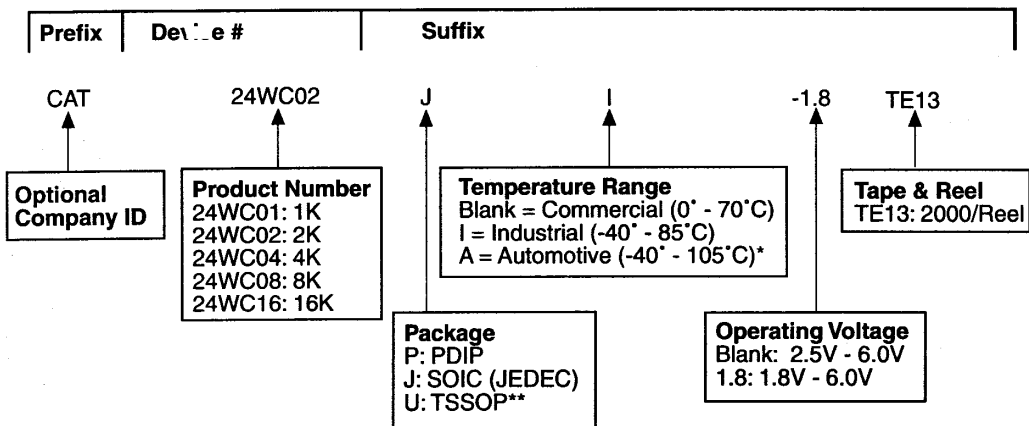 Prefix Device # Suffix
CAT 24WC02 J I -1.8 TE13
Optional
Company ID
Product Number
24WC01: 1K
24WC02: 2K
24WC04: 4K
24WC08: 8K
24WC16: 16K
Temperature Range
Blank = Commercial (0˚ - 70˚C)
I = Industrial (-40˚ - 85˚C)
A = Automotive (-40˚ - 105˚C)*
Tape & Reel
TE13: 2000/Reel
Package
P: PDIP
J: SOIC (JEDEC)
U: TSSOP**
Operating Voltage
Blank: 2.5V - 6.0V
1.8: 1.8V - 6.0V